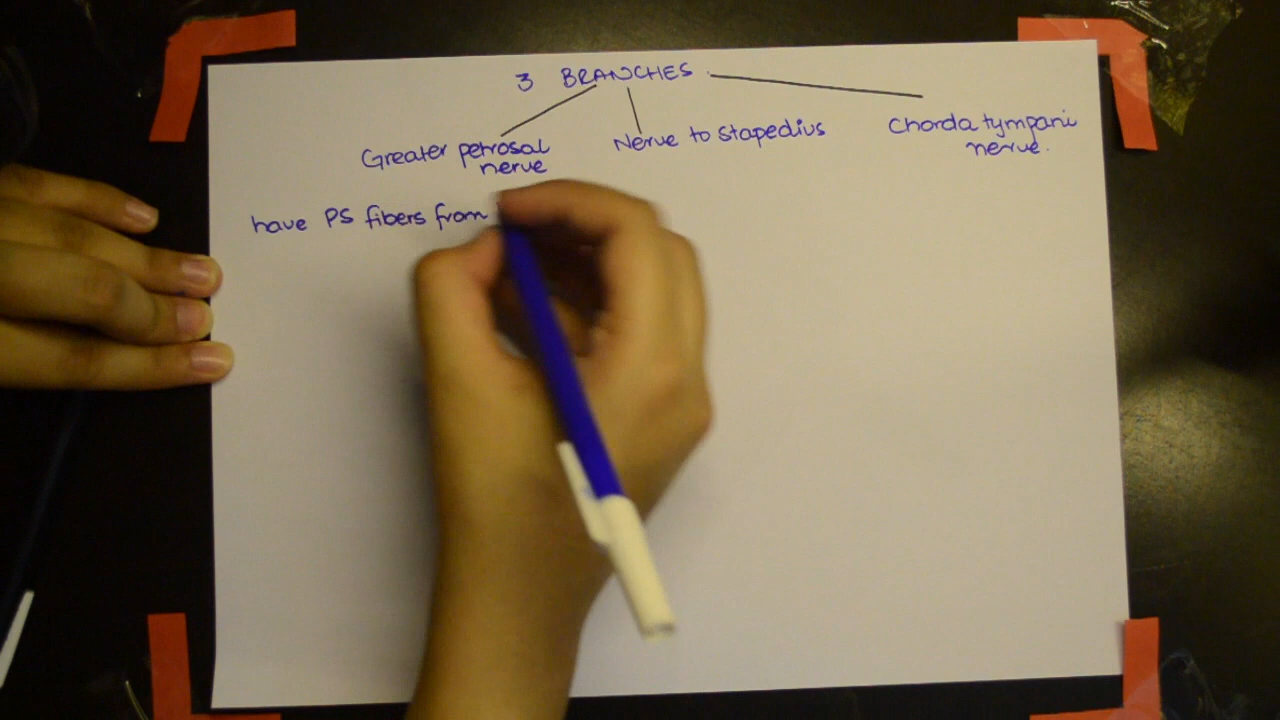 3 BRANCHES
Greater petrosal
nerve
Nerve to stapedius
Chorda tympani
nerve.
have PS fibers from